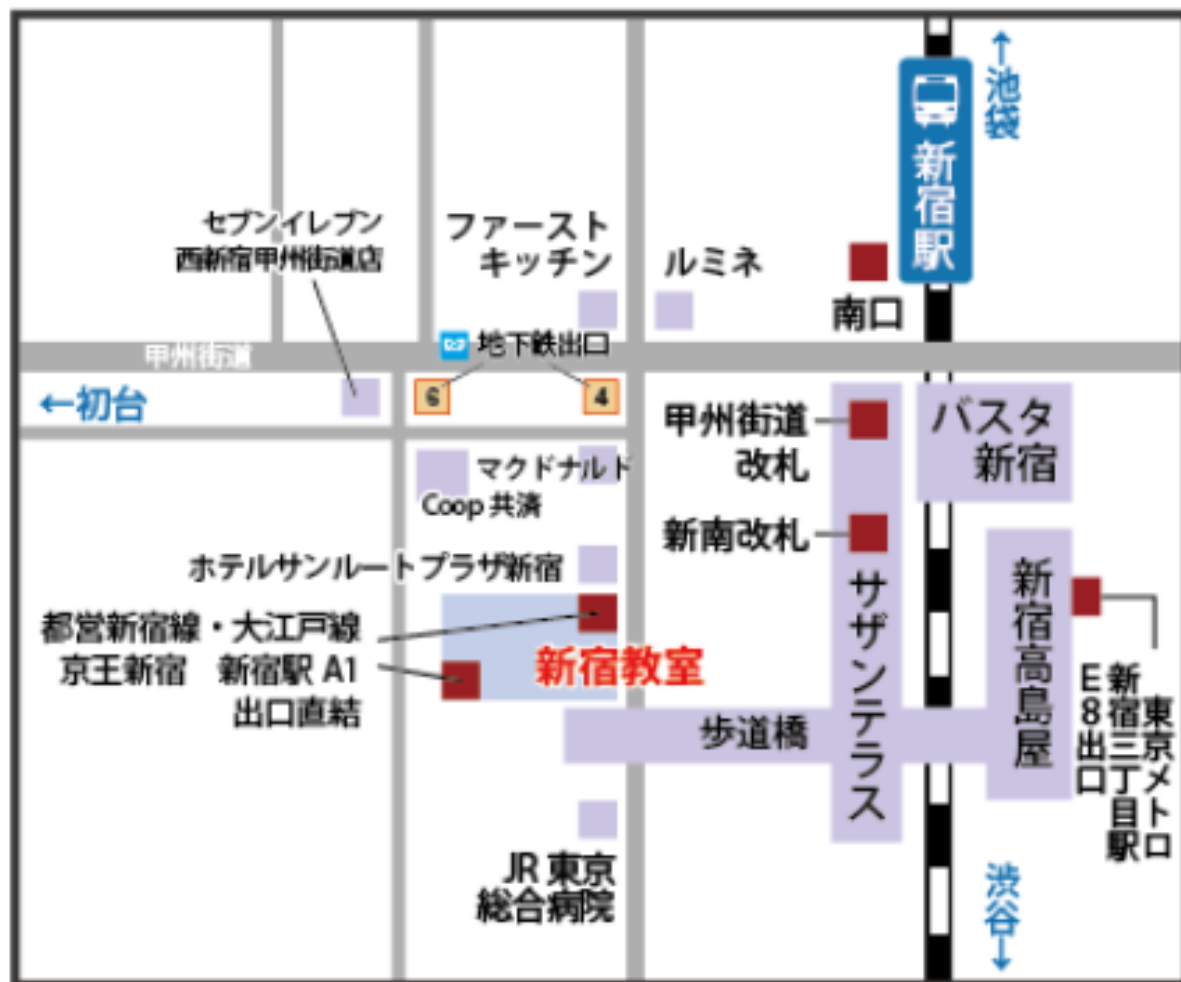 ↑池袋
新宿駅
セブンイレブン
西新宿甲州街道店
ファースト
キッチン
ルミネ
南口
甲州街道
地下鉄出口
←初台
6
4
甲州街道
改札
バスタ
新宿
マクドナルド
Coop 共済
新南改札
ホテルサンルートプラザ新宿
都営新宿線・大江戸線
京王新宿 新宿駅 A1
出口直結
新宿教室
サザンテラス
新宿高島屋
東京メトロ
新宿三丁目駅
E8出口
歩道橋
JR 東京
総合病院
渋谷↓